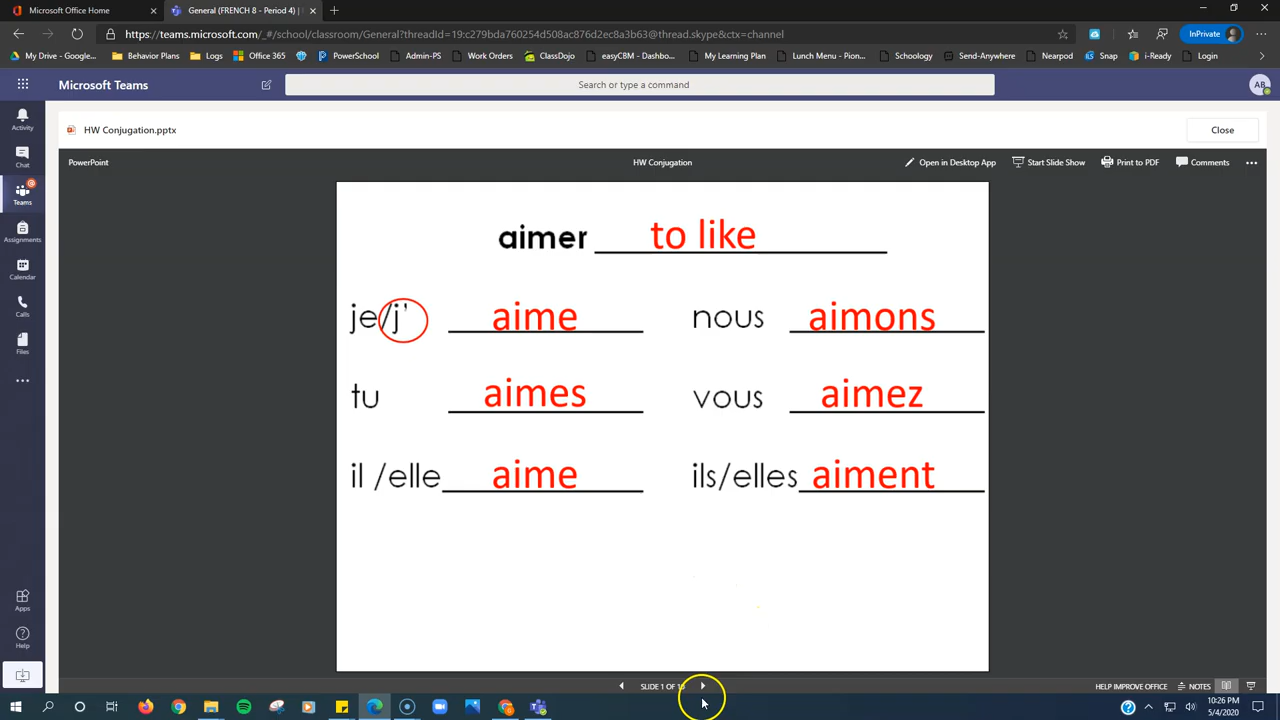 Microsoft Office Home
General (FRENCH 8 - Period 4) |
https://teams.microsoft.com/_#/school/classroom/General?threadId=19:c279bda760254d508ac876d2ec8a3b63@thread.skype&ctx=channel
InPrivate
My Drive - Google...
Behavior Plans
Logs
Office 365
PowerSchool
Admin-PS
Work Orders
ClassDojo
easyCBM - Dashbo...
My Learning Plan
Lunch Menu - Pion...
Schoology
Send-Anywhere
Nearpod
Snap
i-Ready
Login
Microsoft Teams
Search or type a command
AB
Activity
Chat
Teams
Assignments
Calendar
Calls
Files
Apps
Help
HW Conjugation.pptx
Close
PowerPoint
HW Conjugation
Open in Desktop App
Start Slide Show
Print to PDF
Comments
aimer to like
je/j' aime nous aimons
tu aimes vous aimez
il /elle aime ils/elles aiment
SLIDE 1 OF
HELP IMPROVE OFFICE
NOTES
10:26 PM
5/4/2020